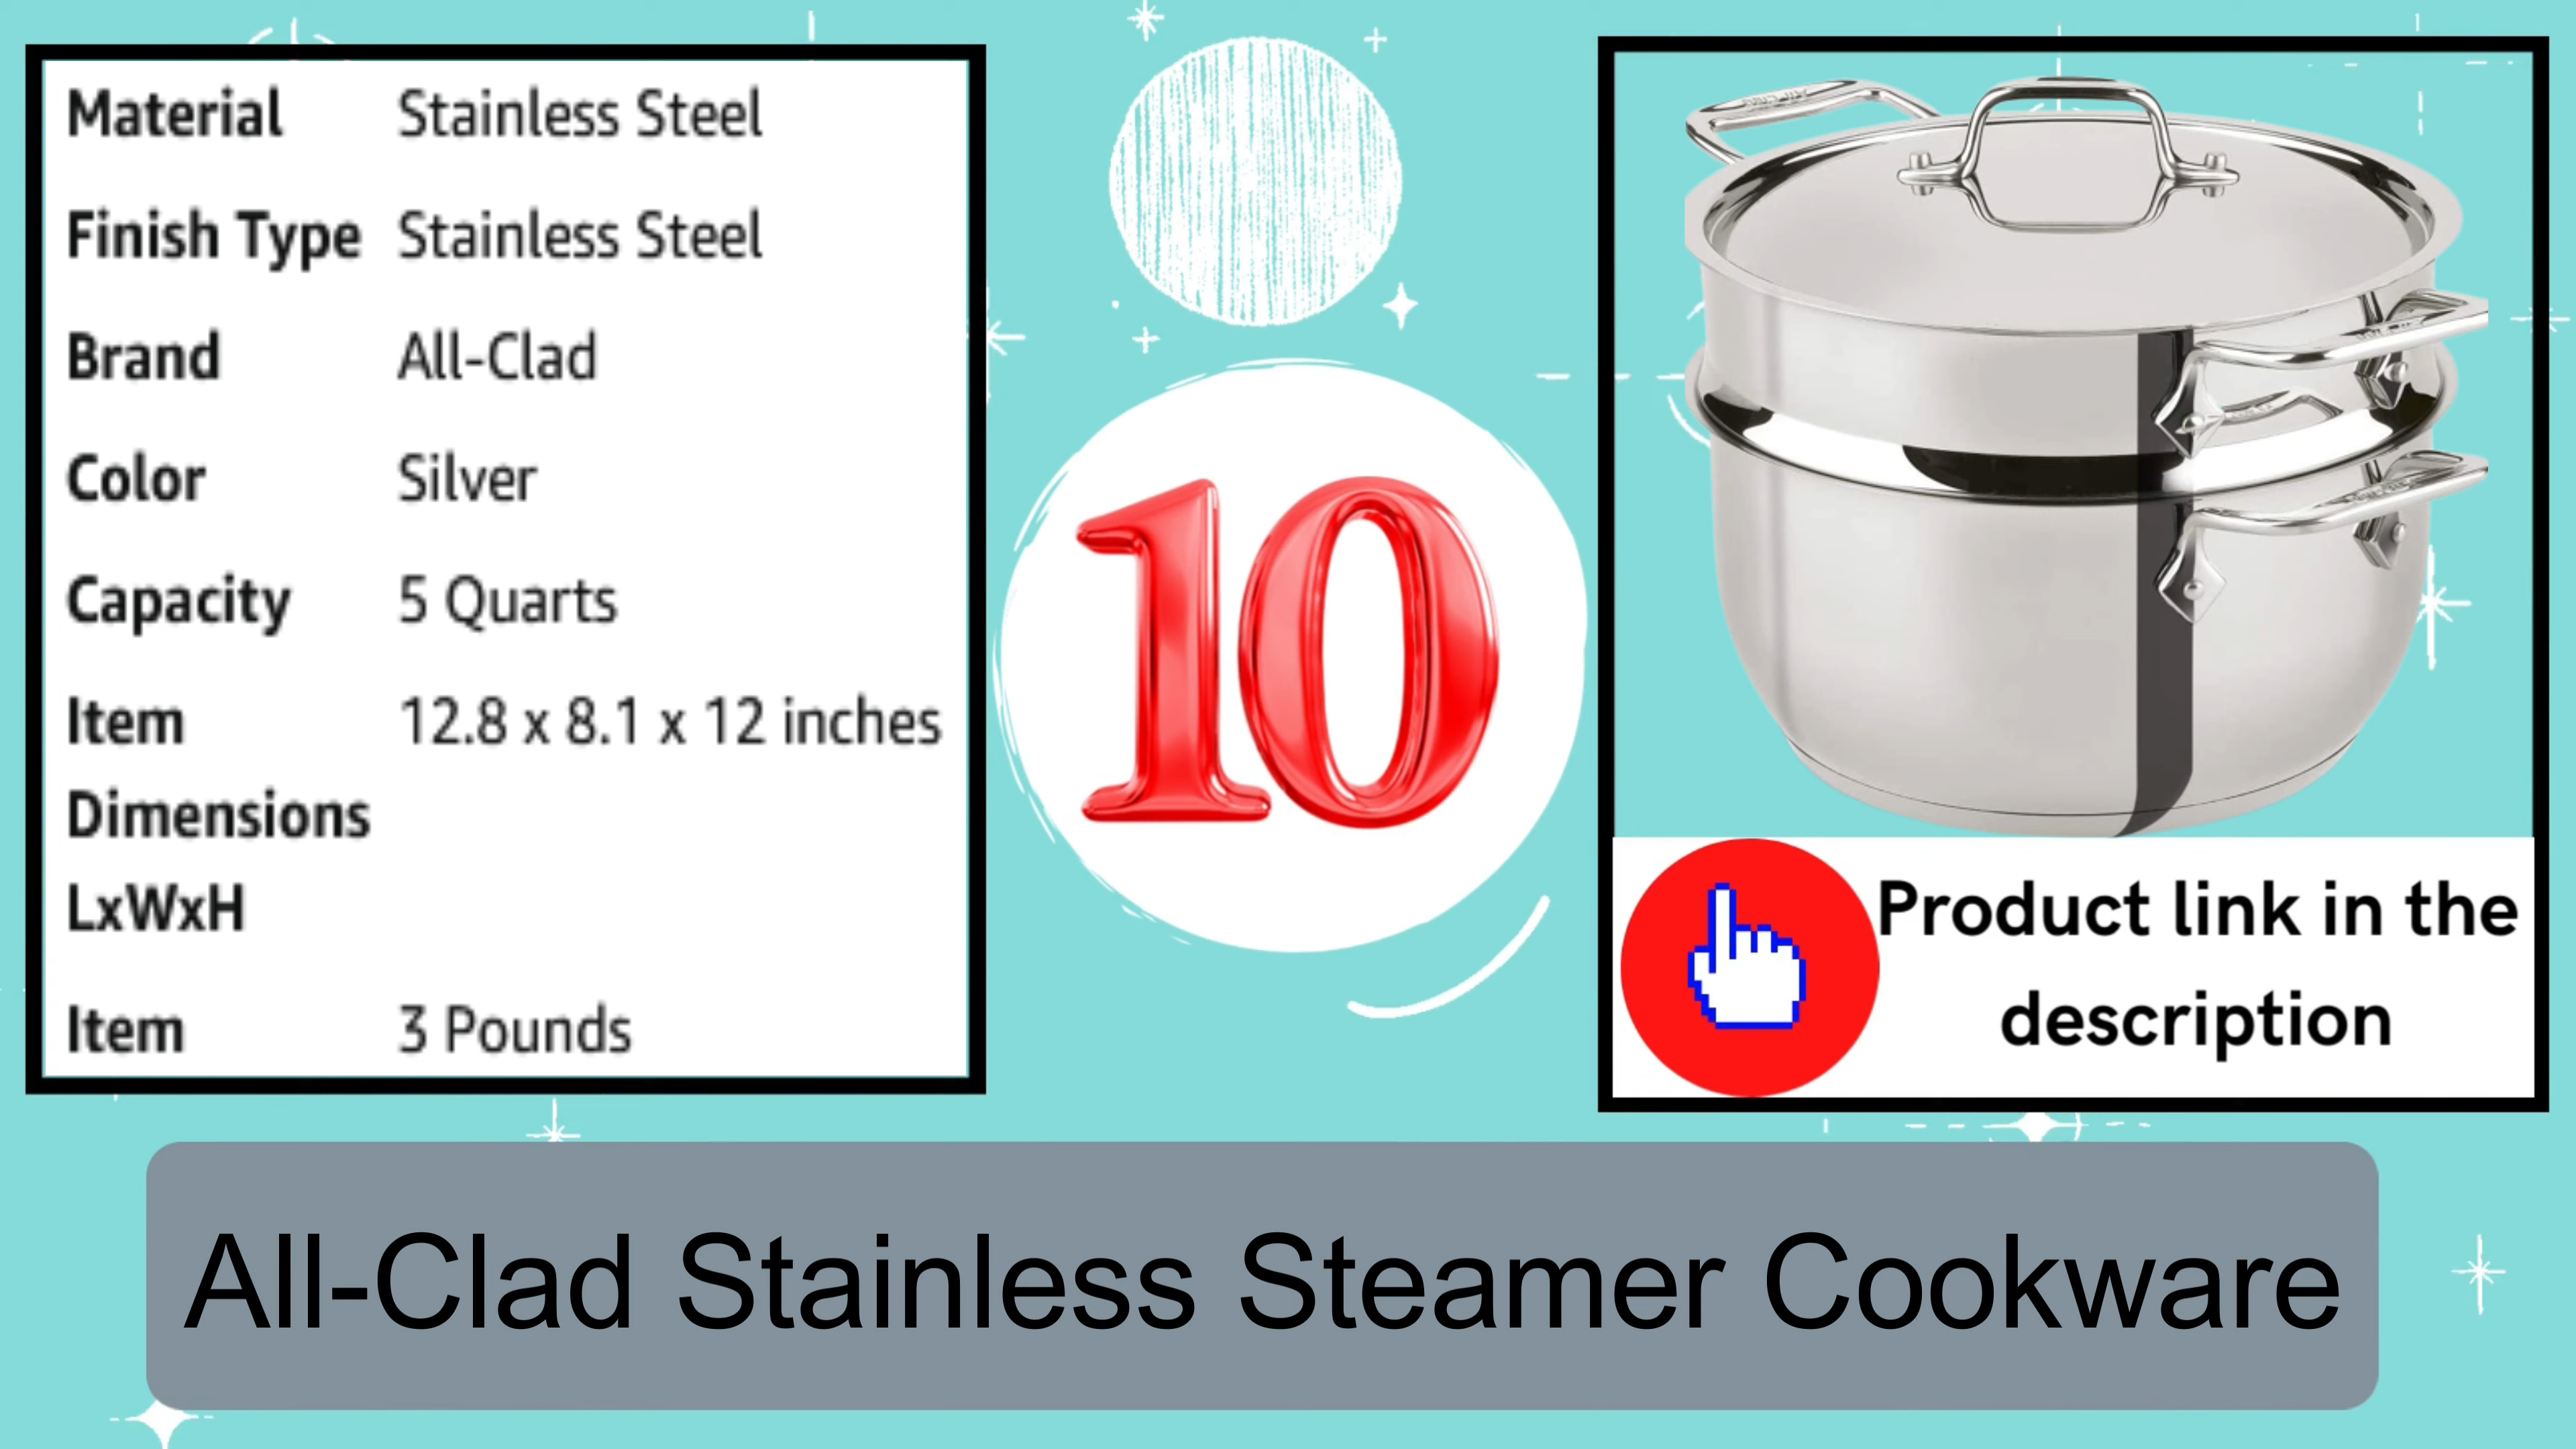 Material Stainless Steel
Finish Type Stainless Steel
Brand All-Clad
Color Silver
Capacity 5 Quarts
Item 12.8 x 8.1 x 12 inches
Dimensions
LxWxH
Item 3 Pounds
10
Product link in the
description
All-Clad Stainless Steamer Cookware